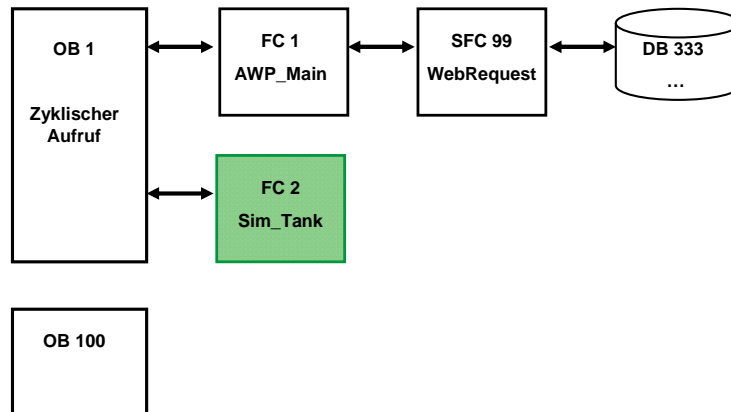 OB 1
Zyklischer
Aufruf
FC 1
AWP_Main
SFC 99
WebRequest
DB 333
...
FC 2
Sim_Tank
OB 100